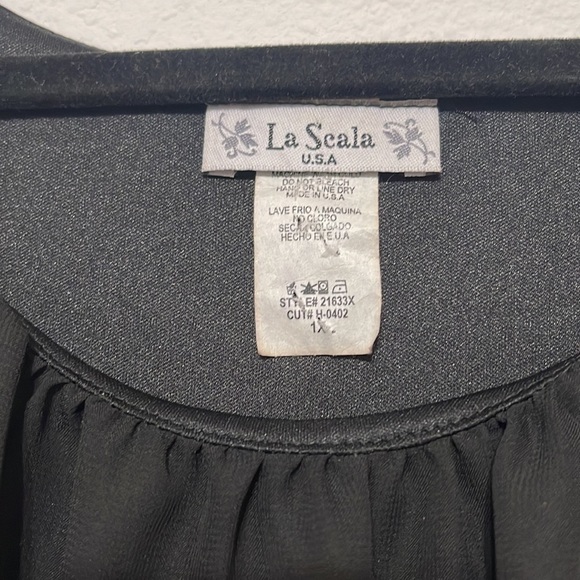 La Scala
U.S.A
DO NOT BLEACH
HANG OR LINE DRY
MADE IN U.S.A
LAVE FRIO A MAQUINA
NO CLORO
SECAR COLGADO
HECHO EN E.U.A
STYLE# 21633X
CUT# H-0402
1X